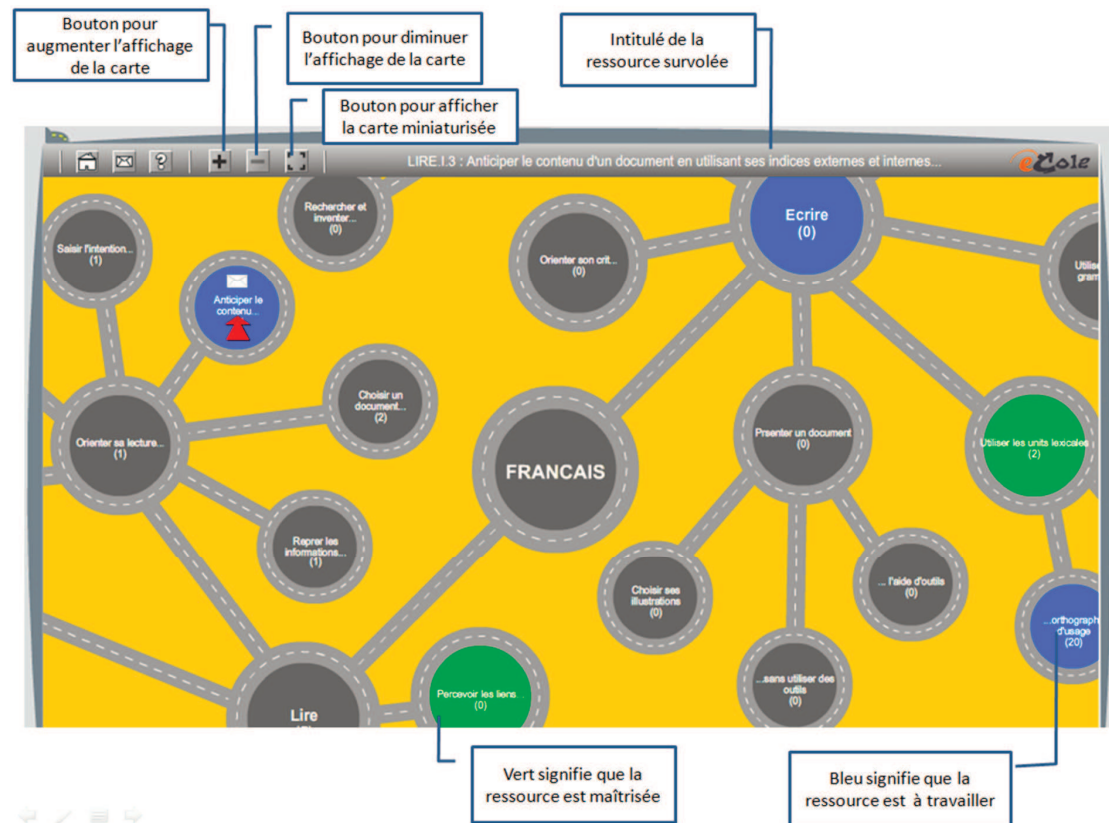 Bouton pour
augmenter l'affichage
de la carte
Bouton pour diminuer
l'affichage de la carte
Bouton pour afficher
la carte miniaturisée
Intitulé de la
ressource survolée
?
LIRE.I.3 : Anticiper le contenu d'un document en utilisant ses indices externes et internes...
eCole
Rechercher et
inventer...
(0)
Ecrire
(0)
Saisir l'intention...
(1)
Orienter son crit...
(0)
Utilise
gram
Anticiper le
contenu...
Choisir un
document...
(2)
Orienter sa lecture...
(1)
Prsenter un document
(0)
Utiliser les units lexicales
(2)
FRANCAIS
Reprer les
informations...
(1)
Choisir ses
illustrations
(0)
... l'aide d'outils
(0)
...orthograph
d'usage
(20)
...sans utiliser des
outils
(0)
Percevoir les liens...
(0)
Lire
Vert signifie que la
ressource est maîtrisée
Bleu signifie que la
ressource est à travailler